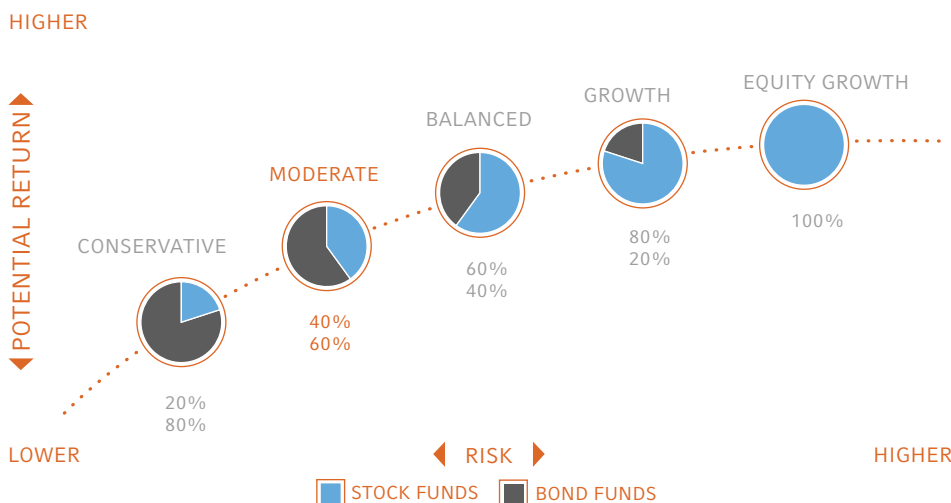 HIGHER
POTENTIAL RETURN
EQUITY GROWTH
GROWTH
BALANCED
MODERATE
CONSERVATIVE
100%
80%
20%
60%
40%
40%
60%
20%
80%
LOWER
RISK
HIGHER
STOCK FUNDS
BOND FUNDS